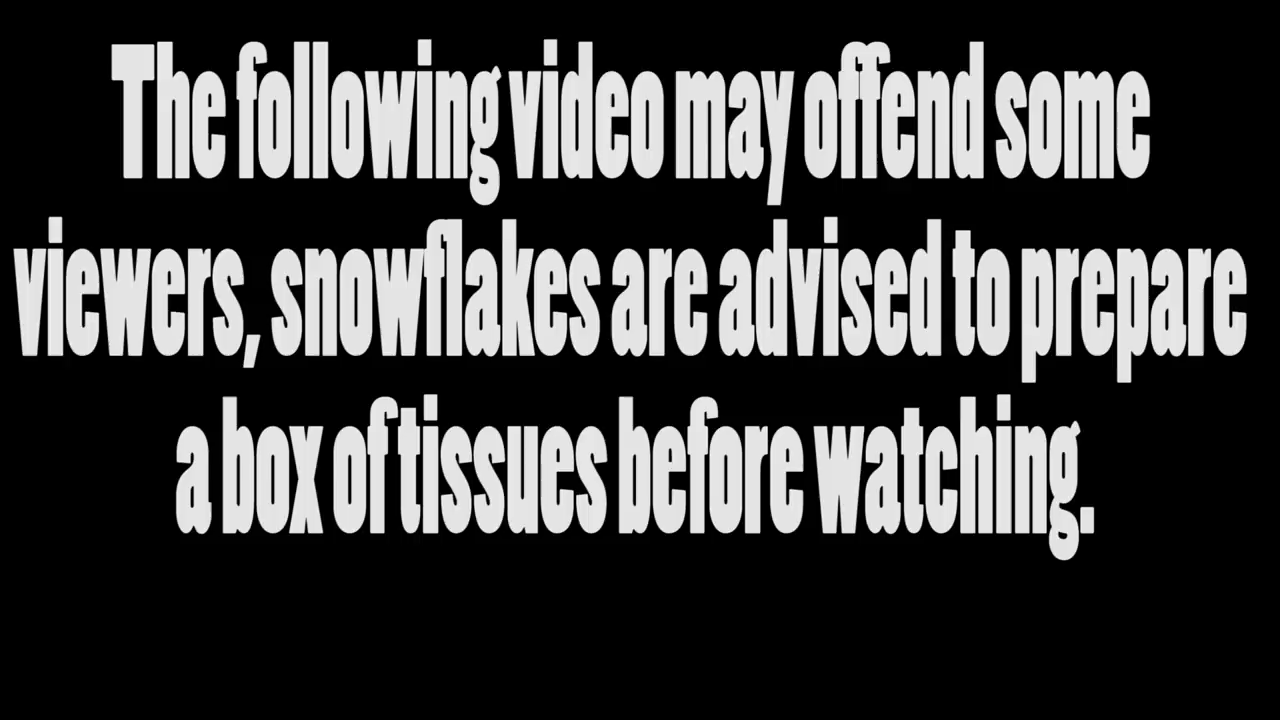 The following video may offend some
viewers, snowflakes are advised to prepare
a box of tissues before watching.